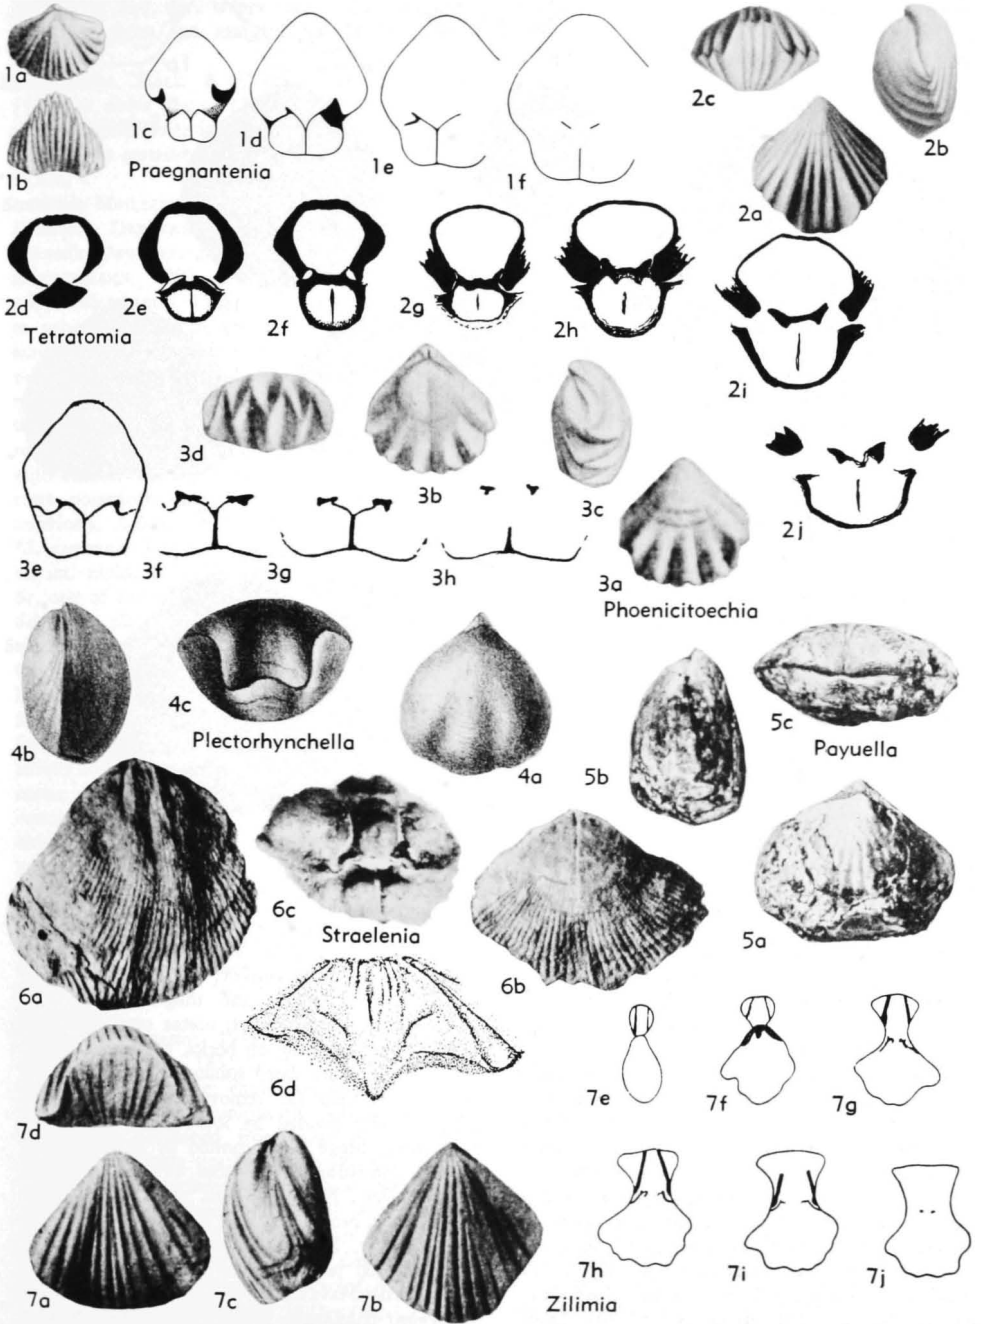 1a
1b
1c
1d
1e
1f
Praegnantenia
2c
2b
2a
2d
2e
2f
2g
2h
2i
Tetratomia
3d
3b
3c
2j
3e
3f
3g
3h
3a
Phoenicitoechia
4b
4c
4a
5b
5c
Plectorhynchella
Payuella
6a
6c
6b
5a
Straelenia
6d
7d
7e
7f
7g
7a
7c
7b
7h
7i
7j
Zilimia